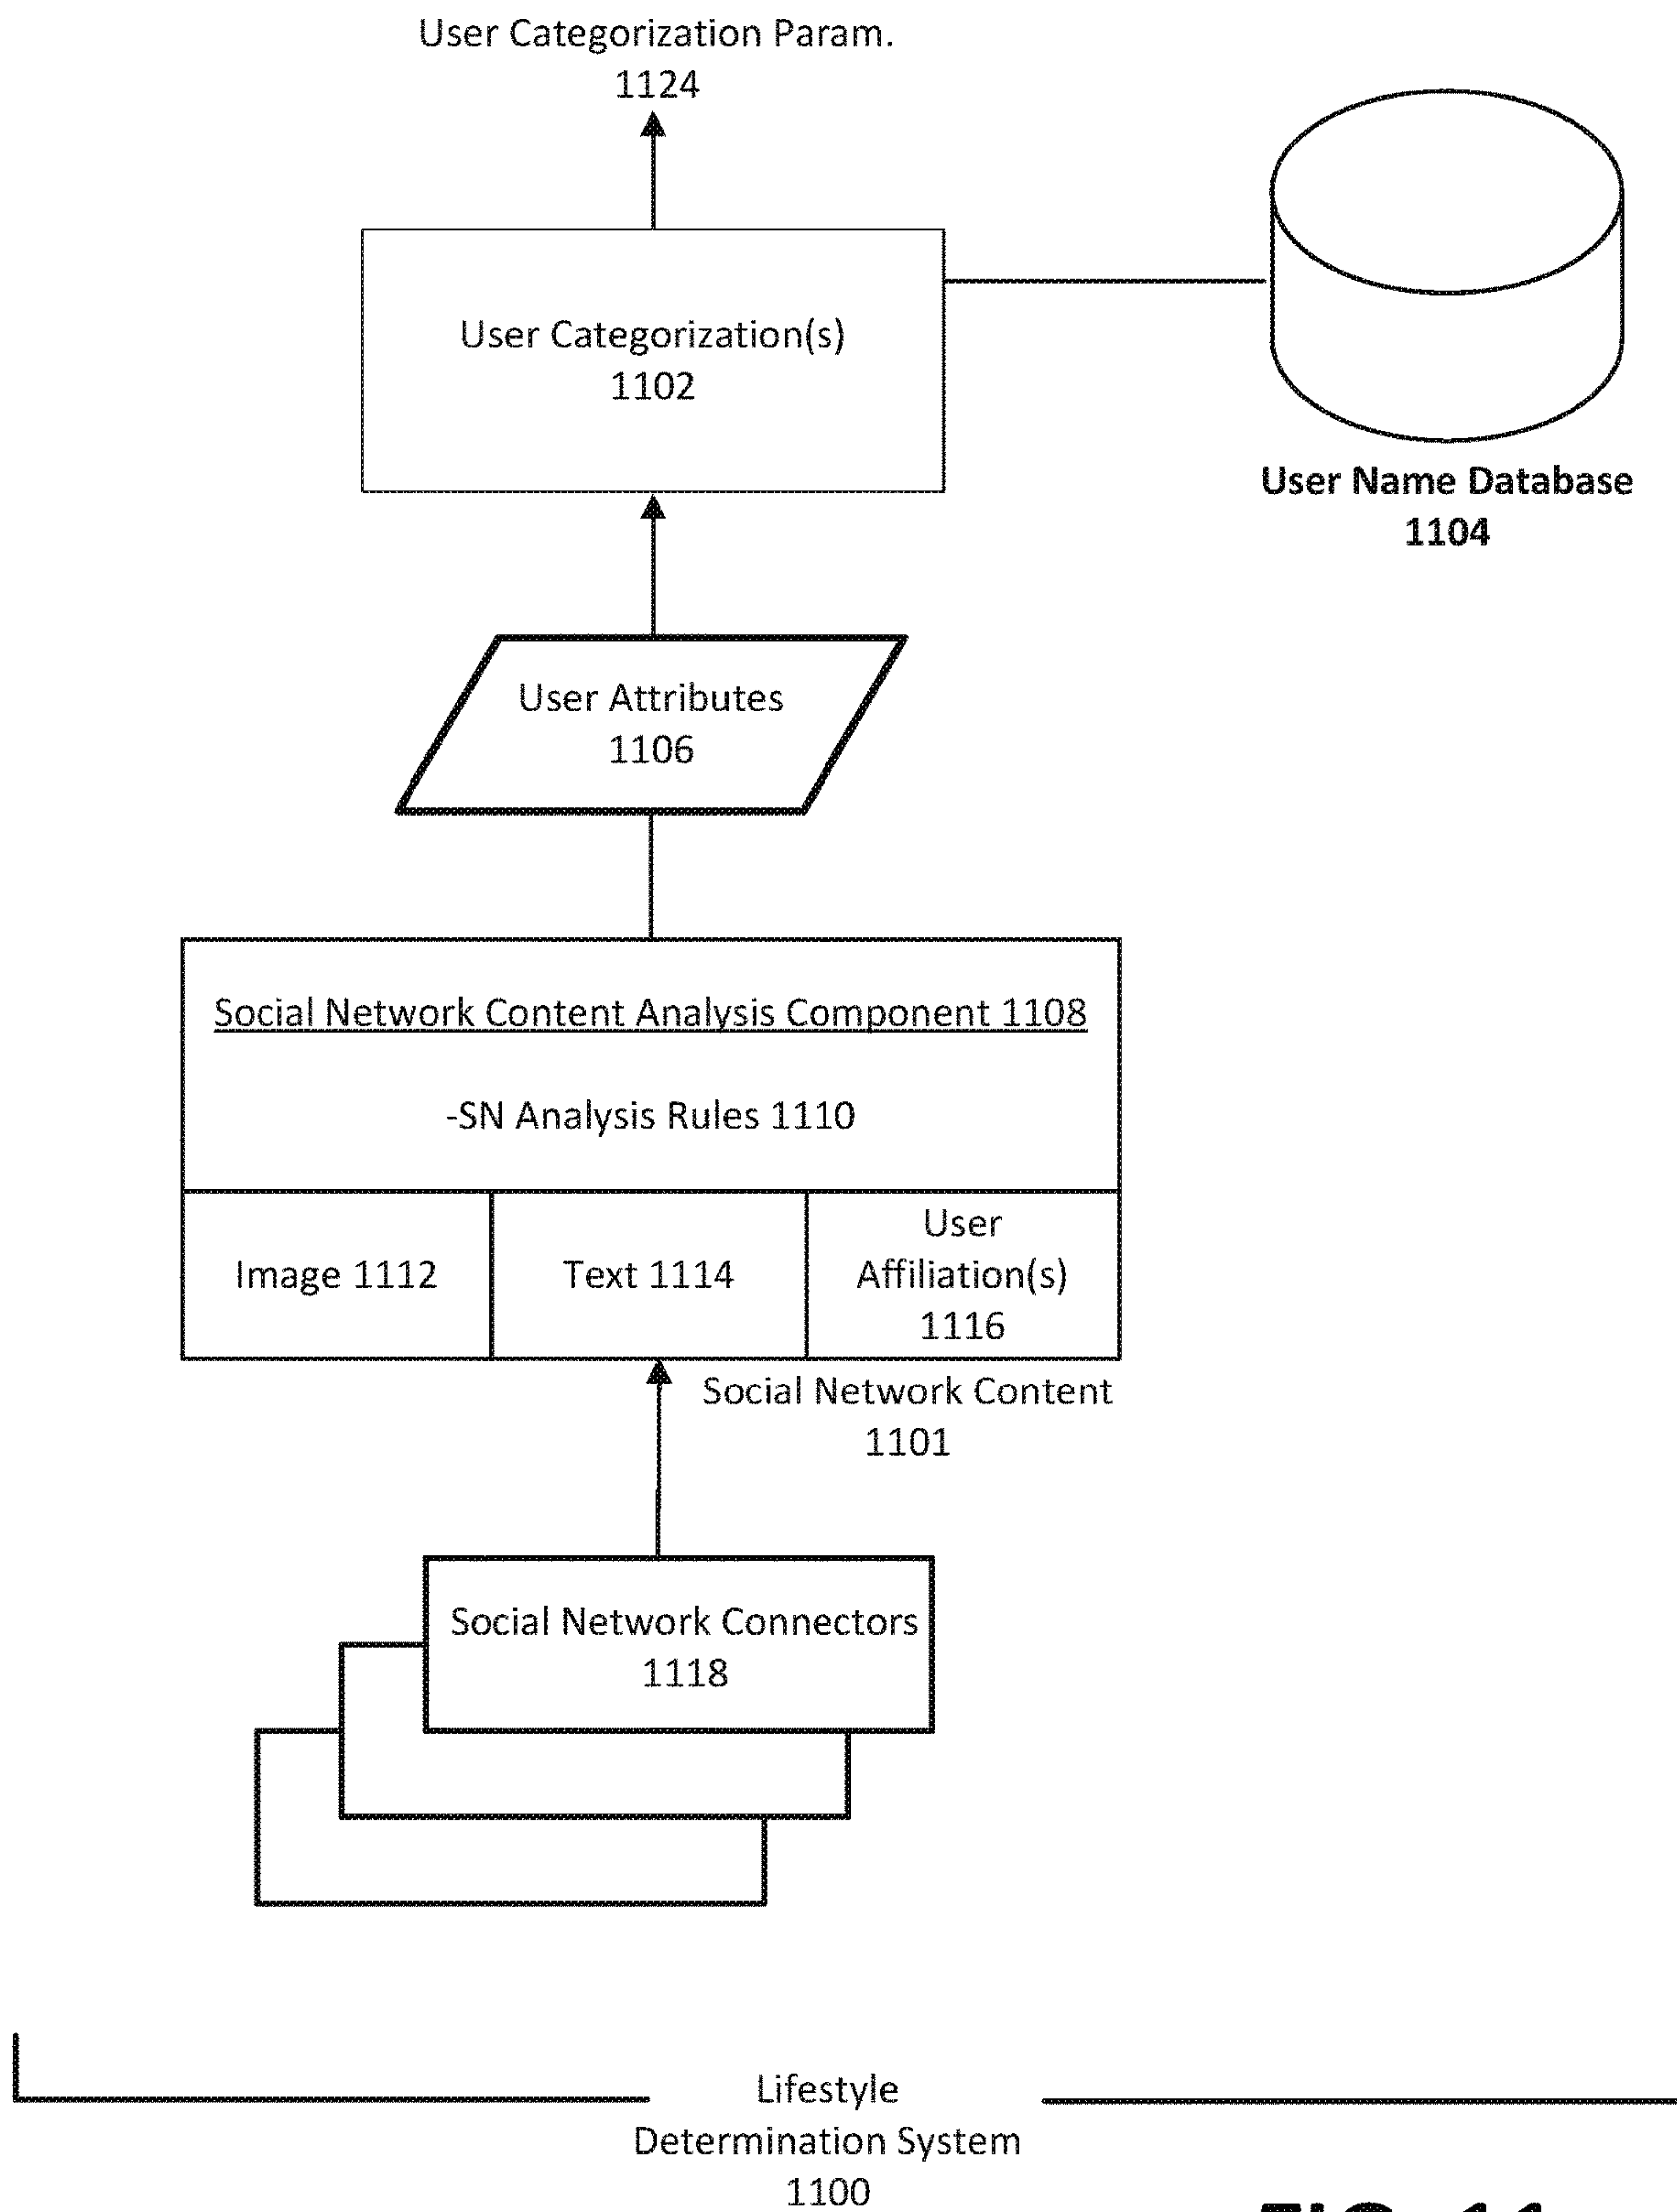 User Categorization Param.
1124
User Categorization(s)
1102
User Name Database
1104
User Attributes
1106
Social Network Content Analysis Component 1108
-SN Analysis Rules 1110
Image 1112
Text 1114
User
Affiliation(s)
1116
Social Network Content
1101
Social Network Connectors
1118
Lifestyle
Determination System
1100